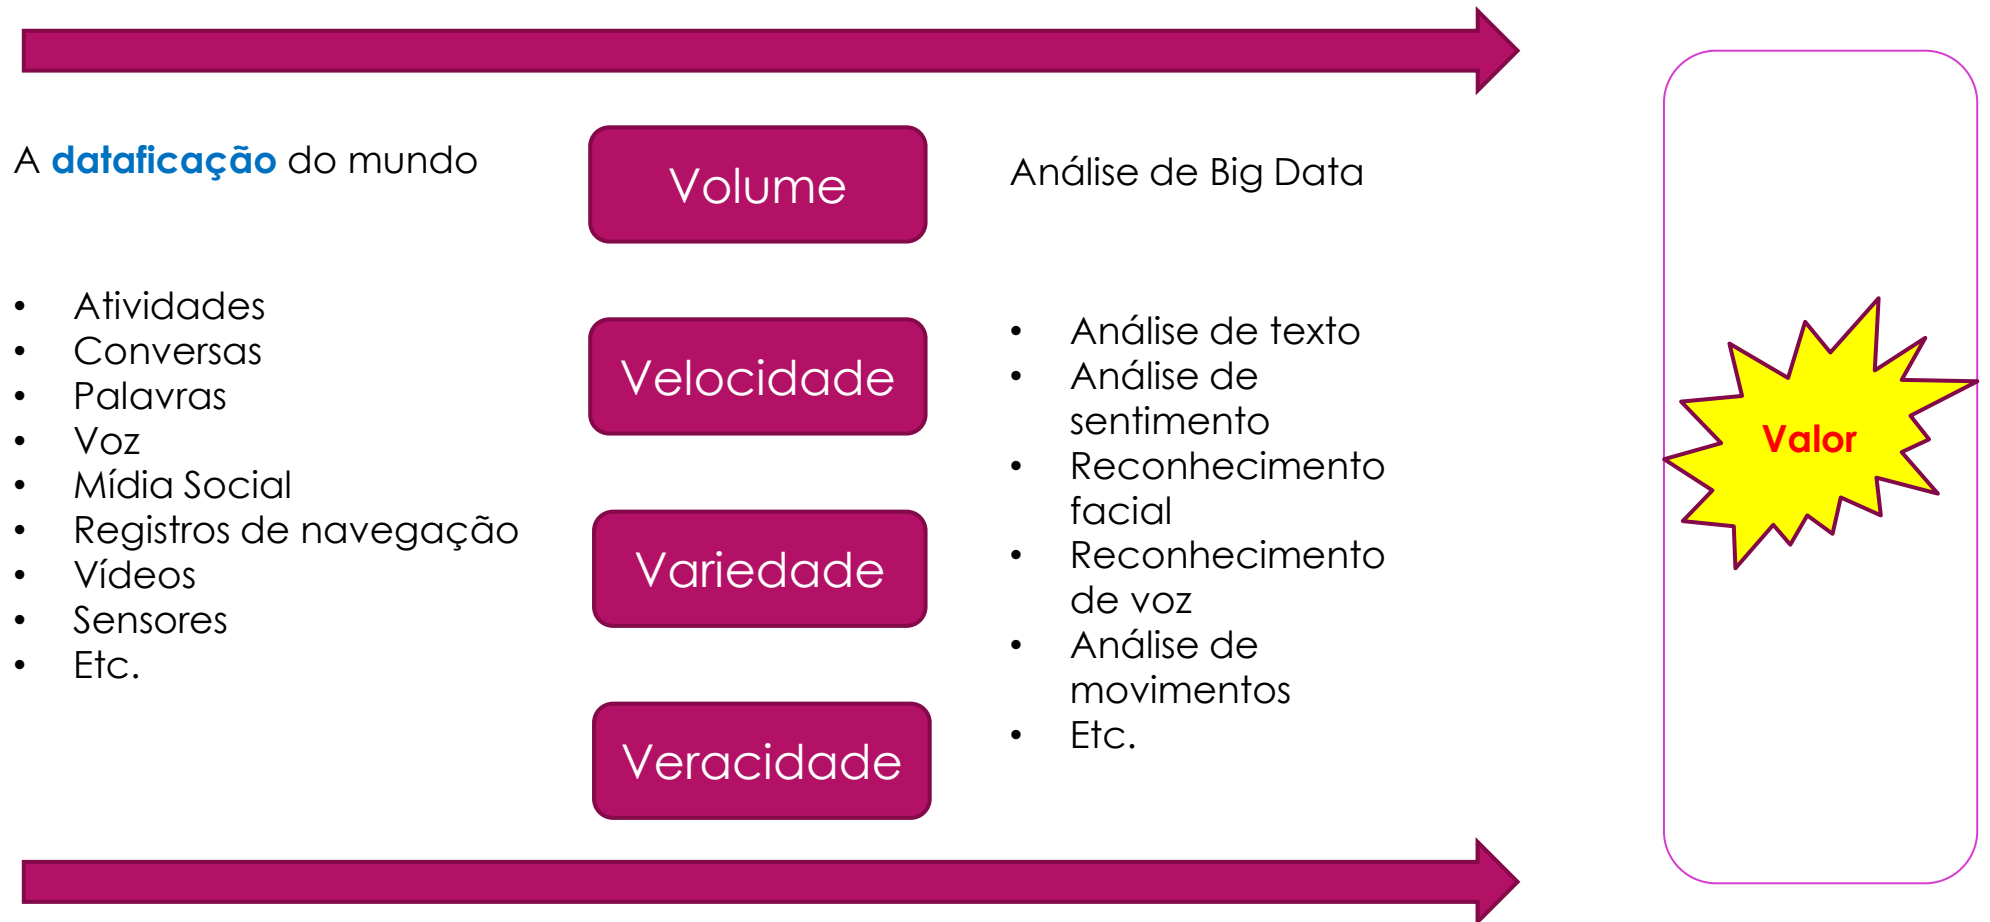 A dataficação do mundo
• Atividades
• Conversas
• Palavras
• Voz
• Mídia Social
• Registros de navegação
• Vídeos
• Sensores
• Etc.
Volume
Velocidade
Variedade
Veracidade
Análise de Big Data
• Análise de texto
• Análise de
sentimento
• Reconhecimento
facial
• Reconhecimento
de voz
• Análise de
movimentos
• Etc.
Valor